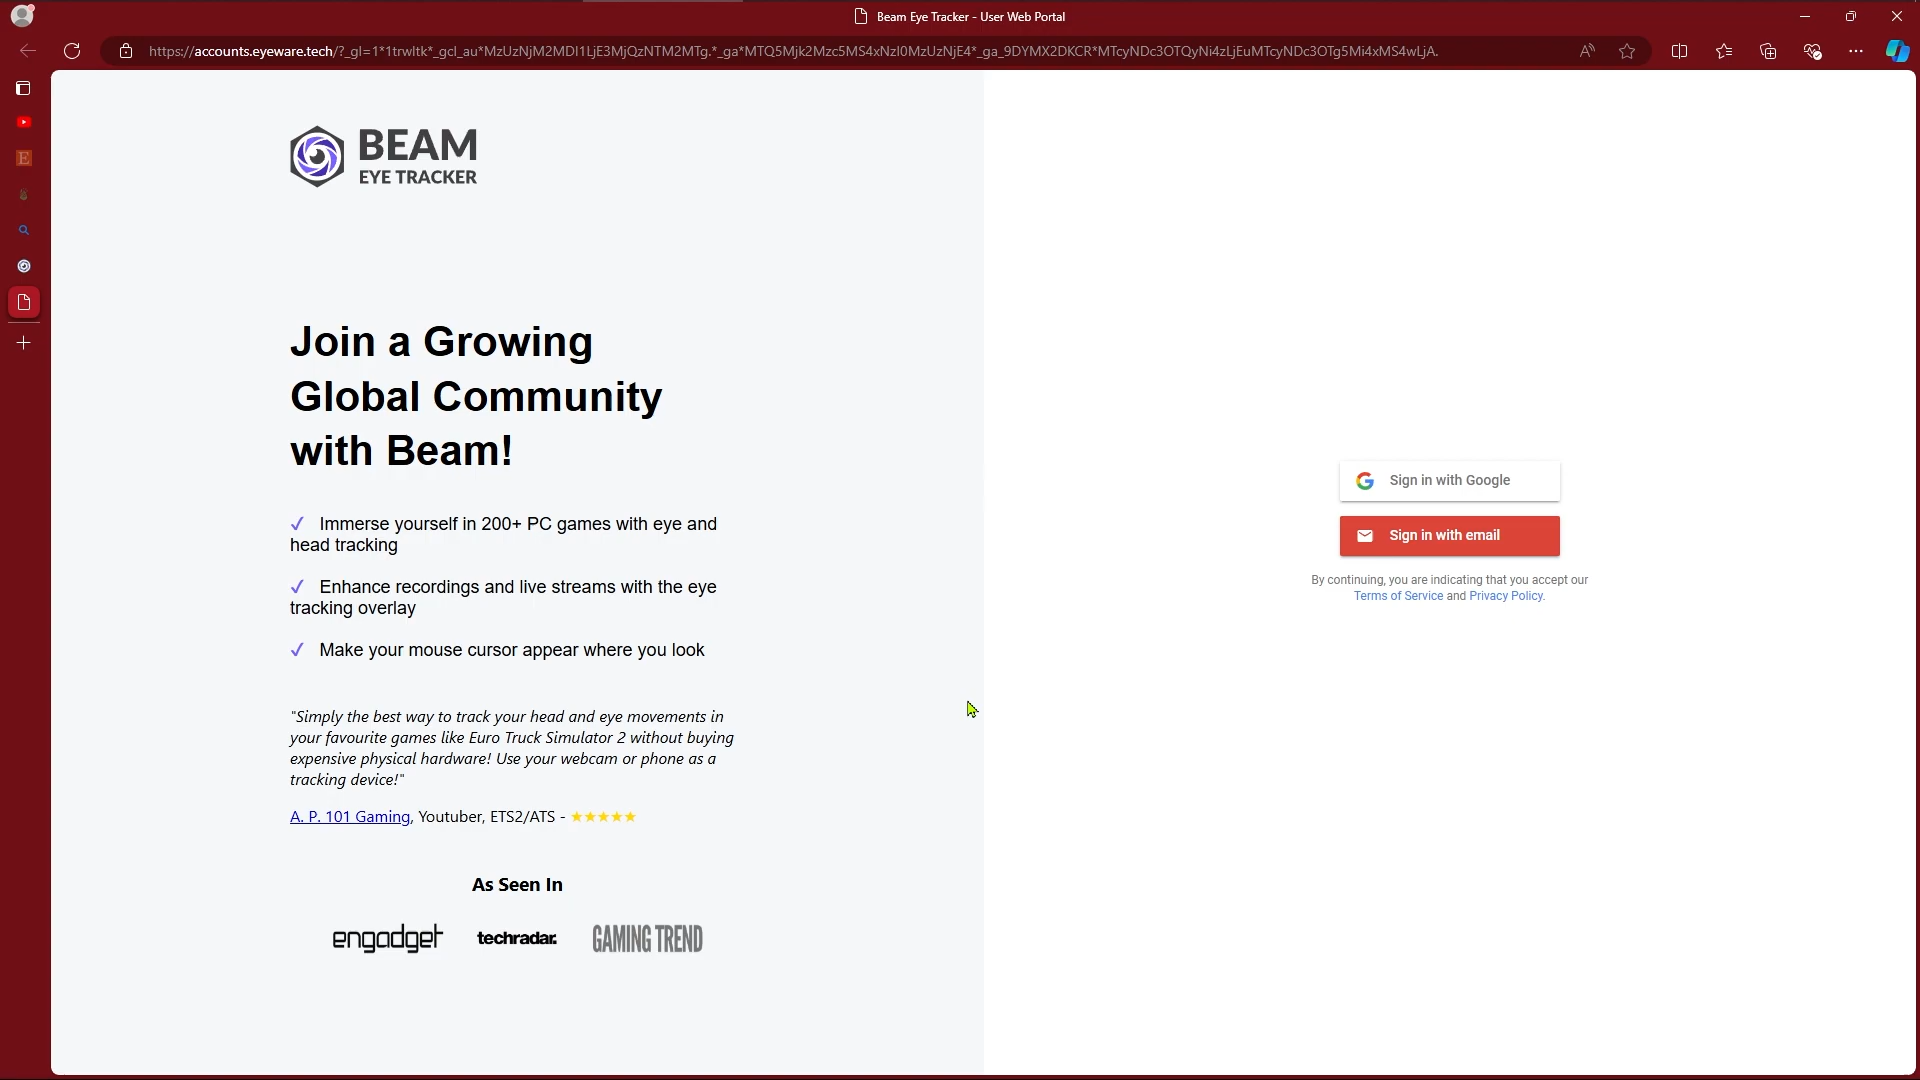 Beam Eye Tracker - User Web Portal
https://accounts.eyeware.tech/?_gl=1*1trwltk*_gcl_au*MzUzNjM2MDI1LjE3MjQzNTM2MTg.*_ga*MTQ5Mjk2Mzc5MS4xNzI0MzUzNjE4*_ga_9DYMX2DKCR*MTcyNDc3OTQyNi4zLjEuMTcyNDc3OTg5Mi4xMS4wLjA.
BEAM
EYE TRACKER
Join a Growing
Global Community
with Beam!
✓ Immerse yourself in 200+ PC games with eye and
head tracking
✓ Enhance recordings and live streams with the eye
tracking overlay
✓ Make your mouse cursor appear where you look
"Simply the best way to track your head and eye movements in
your favourite games like Euro Truck Simulator 2 without buying
expensive physical hardware! Use your webcam or phone as a
tracking device!"
A. P. 101 Gaming, Youtuber, ETS2/ATS - ★★★★★
As Seen In
engadget techradar. GAMING TREND
Sign in with Google
Sign in with email
By continuing, you are indicating that you accept our
Terms of Service and Privacy Policy.